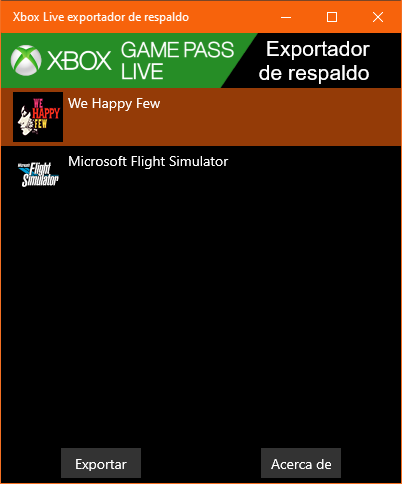 Xbox Live exportador de respaldo
XBOX
GAME PASS
LIVE
Exportador
de respaldo
WE
HAPPY
FEW
We Happy Few
Microsoft
Flight
Simulator
Microsoft Flight Simulator
Exportar
Acerca de